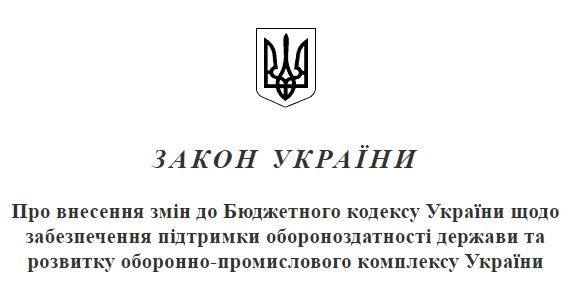 ЗАКОН УКРАЇНИ
Про внесення змін до Бюджетного кодексу України щодо
забезпечення підтримки обороноздатності держави та
розвитку оборонно-промислового комплексу України